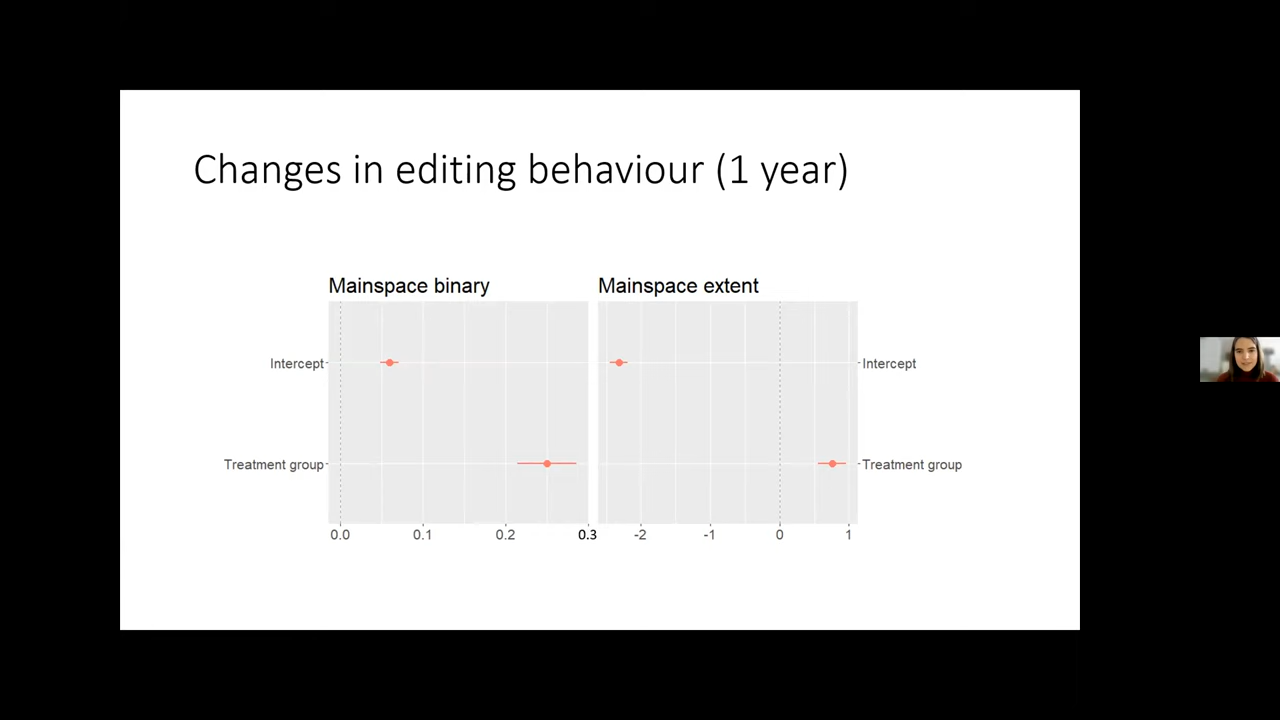 Changes in editing behaviour (1 year)
Mainspace binary
Mainspace extent
Intercept
Intercept
Treatment group
Treatment group
0.0 0.1 0.2 0.3
-2 -1 0 1